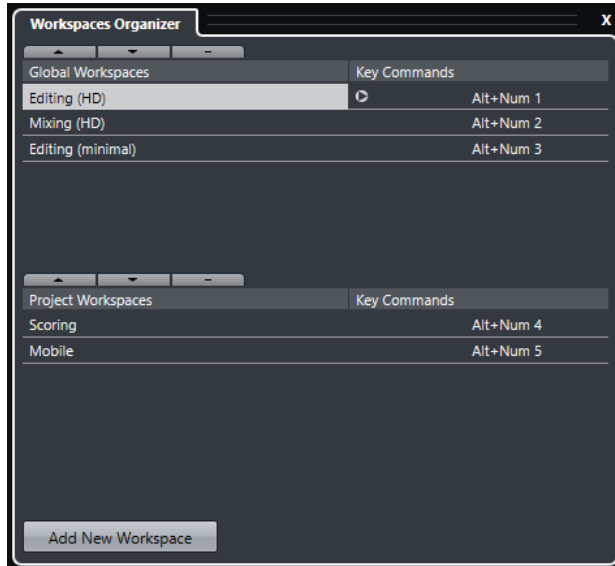 Workspaces Organizer X
Global Workspaces Key Commands
Editing (HD) Alt+Num 1
Mixing (HD) Alt+Num 2
Editing (minimal) Alt+Num 3
Project Workspaces Key Commands
Scoring Alt+Num 4
Mobile Alt+Num 5
Add New Workspace